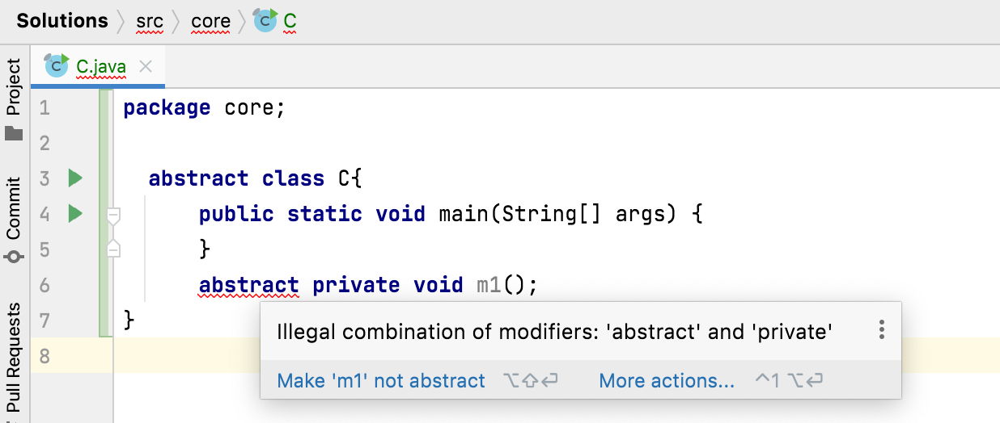 Solutions src core C
C.java
Project
Commit
Pull Requests
1 package core;
2
3 abstract class C{
4 public static void main(String[] args) {
5 }
6 abstract private void m1();
7 }
8
Illegal combination of modifiers: 'abstract' and 'private'
Make 'm1' not abstract ⌥⇧⏎ More actions... ^1 ⌥⏎